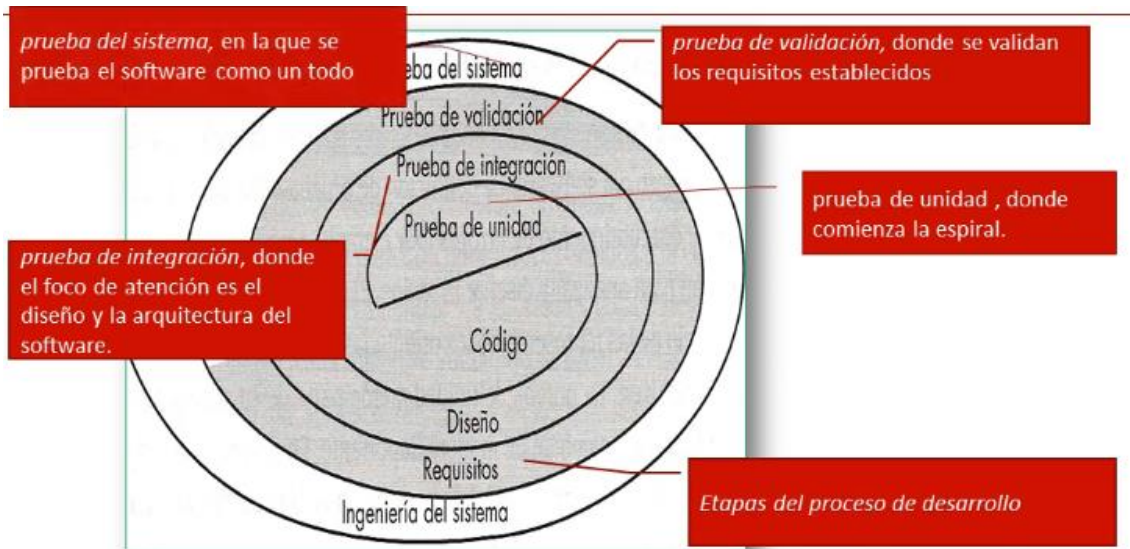 prueba del sistema, en la que se
prueba el software como un todo
prueba de validación, donde se validan
los requisitos establecidos
eba del sistema
Prueba de validación
Prueba de integración
Prueba de unidad
prueba de unidad , donde
comienza la espiral.
prueba de integración, donde
el foco de atención es el
diseño y la arquitectura del
software.
Código
Diseño
Requisitos
Ingeniería del sistema
Etapas del proceso de desarrollo